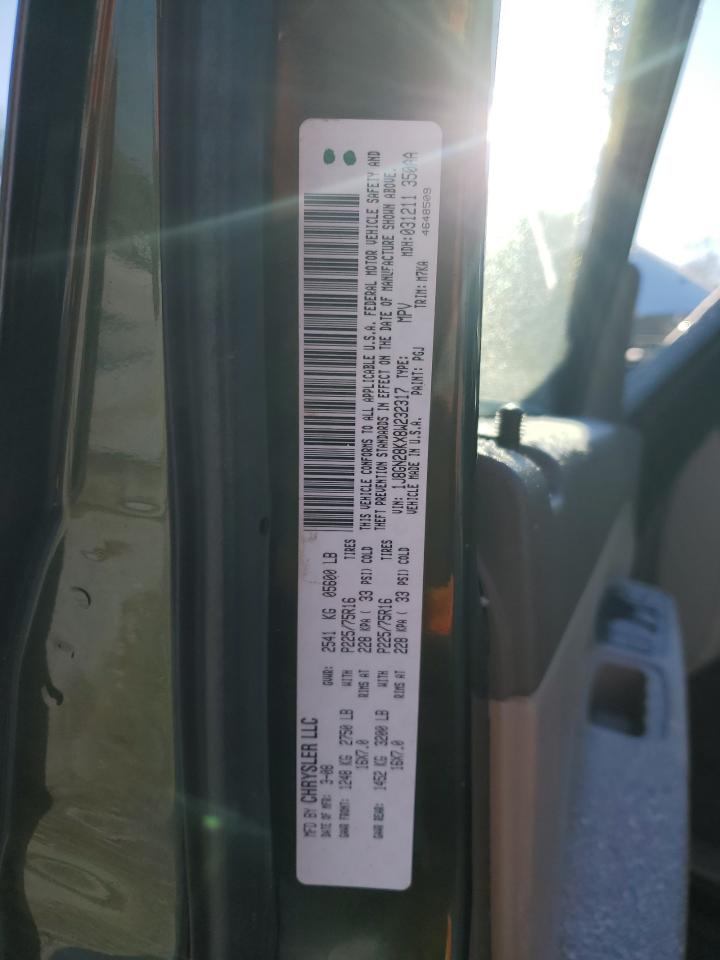 MFD BY CHRYSLER LLC
DATE OF MFR: 3-08
GVWR: 2541 KG 05600 LB
GAWR FRONT: 1248 KG 2750 LB WITH P225/75R16 TIRES
16X7.0 RIMS AT 228 KPA ( 33 PSI) COLD
GAWR REAR: 1452 KG 3200 LB WITH P225/75R16 TIRES
16X7.0 RIMS AT 228 KPA ( 33 PSI) COLD
THIS VEHICLE CONFORMS TO ALL APPLICABLE U.S.A. FEDERAL MOTOR VEHICLE SAFETY AND
THEFT PREVENTION STANDARDS IN EFFECT ON THE DATE OF MANUFACTURE SHOWN ABOVE.
VIN: 1J8GN28KX8W232317 TYPE: MPV MDH:031211 350AA
VEHICLE MADE IN U.S.A. PAINT: PGJ TRIM: M7KA 4648509